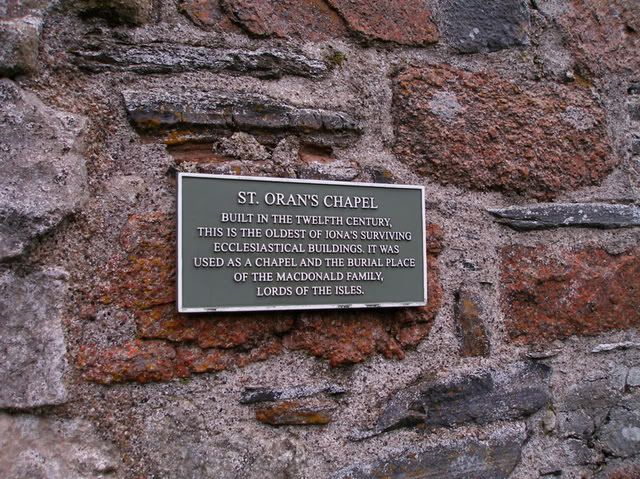 ST. ORAN'S CHAPEL
BUILT IN THE TWELFTH CENTURY,
THIS IS THE OLDEST OF IONA'S SURVIVING
ECCLESIASTICAL BUILDINGS. IT WAS
USED AS A CHAPEL AND THE BURIAL PLACE
OF THE MACDONALD FAMILY,
LORDS OF THE ISLES.